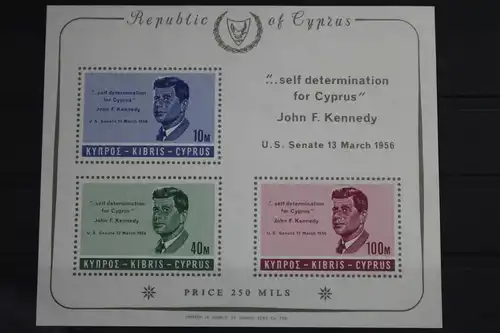 Republic of Cyprus
"...self determination
for Cyprus"
John F. Kennedy
U.S. Senate 13 March 1956
10M
ΚΥΠΡΟΣ - KIBRIS - CYPRUS
"...self determination
for Cyprus"
John F. Kennedy
U.S. Senate 13 March 1956
"...self determination
for Cyprus"
John F. Kennedy
U.S. Senate 13 March 1956
40M
ΚΥΠΡΟΣ - KIBRIS - CYPRUS
"...self determination
for Cyprus"
John F. Kennedy
U.S. Senate 13 March 1956
100M
ΚΥΠΡΟΣ - KIBRIS - CYPRUS
PRICE 250 MILS